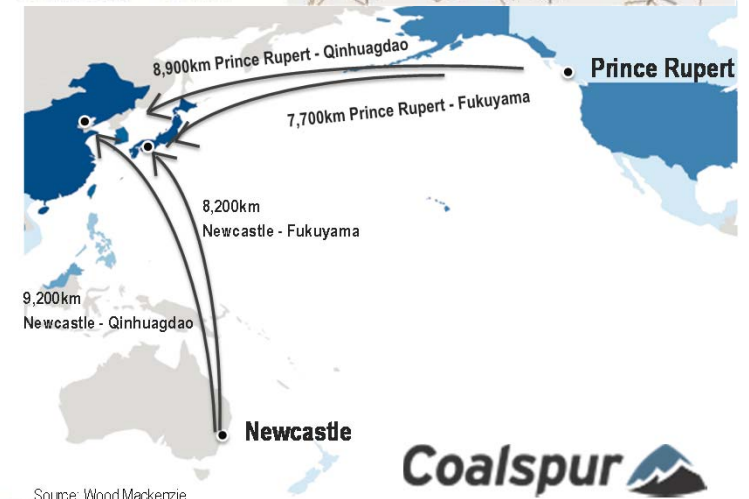 8,900km Prince Rupert - Qinhuagdao
Prince Rupert
7,700km Prince Rupert - Fukuyama
8,200km
Newcastle - Fukuyama
9,200km
Newcastle - Qinhuagdao
Newcastle
Coalspur
Source: Wood Mackenzie